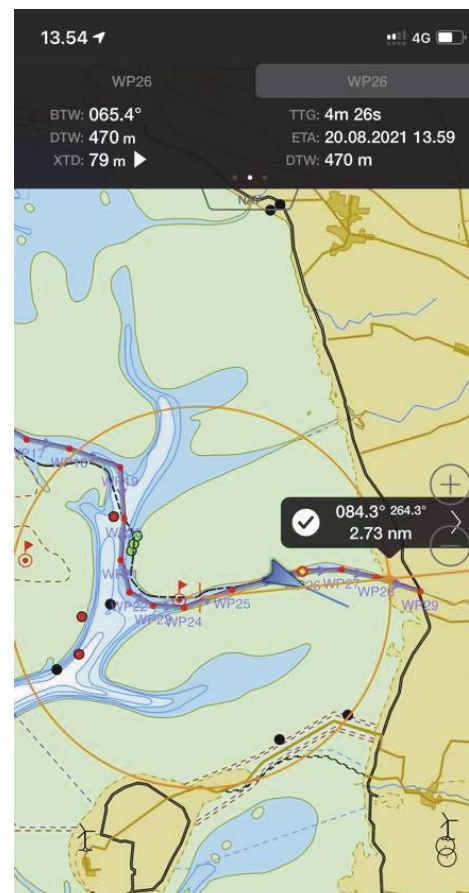 13.54 4G
WP26 WP26
BTW: 065.4° TTG: 4m 26s
DTW: 470 m ETA: 20.08.2021 13.59
XTD: 79 m DTW: 470 m
WP17
WP19
084.3° 264.3°
2.73 nm
WP26 WP27
WP28
WP25 WP29
WP22
WP23 WP24